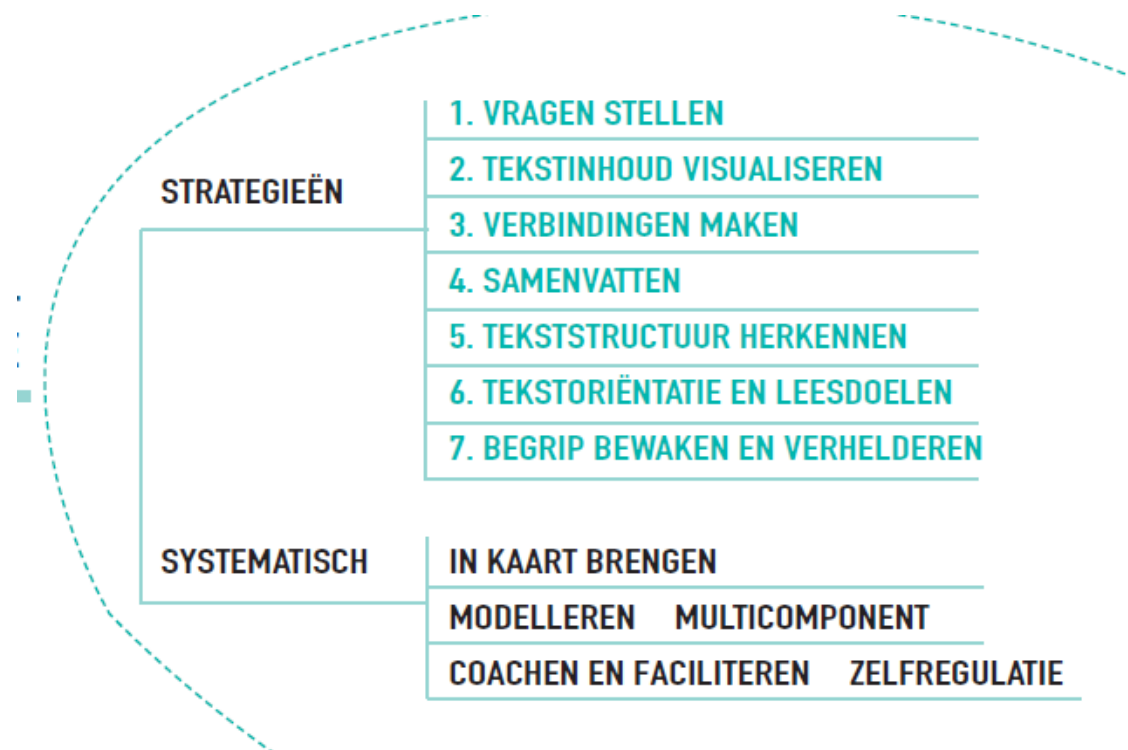 STRATEGIEËN
1. VRAGEN STELLEN
2. TEKSTINHOUD VISUALISEREN
3. VERBINDINGEN MAKEN
4. SAMENVATTEN
5. TEKSTSTRUCTUUR HERKENNEN
6. TEKSTORIËNTATIE EN LEESDOELEN
7. BEGRIP BEWAKEN EN VERHELDEREN
SYSTEMATISCH
IN KAART BRENGEN
MODELLEREN MULTICOMPONENT
COACHEN EN FACILITEREN ZELFREGULATIE